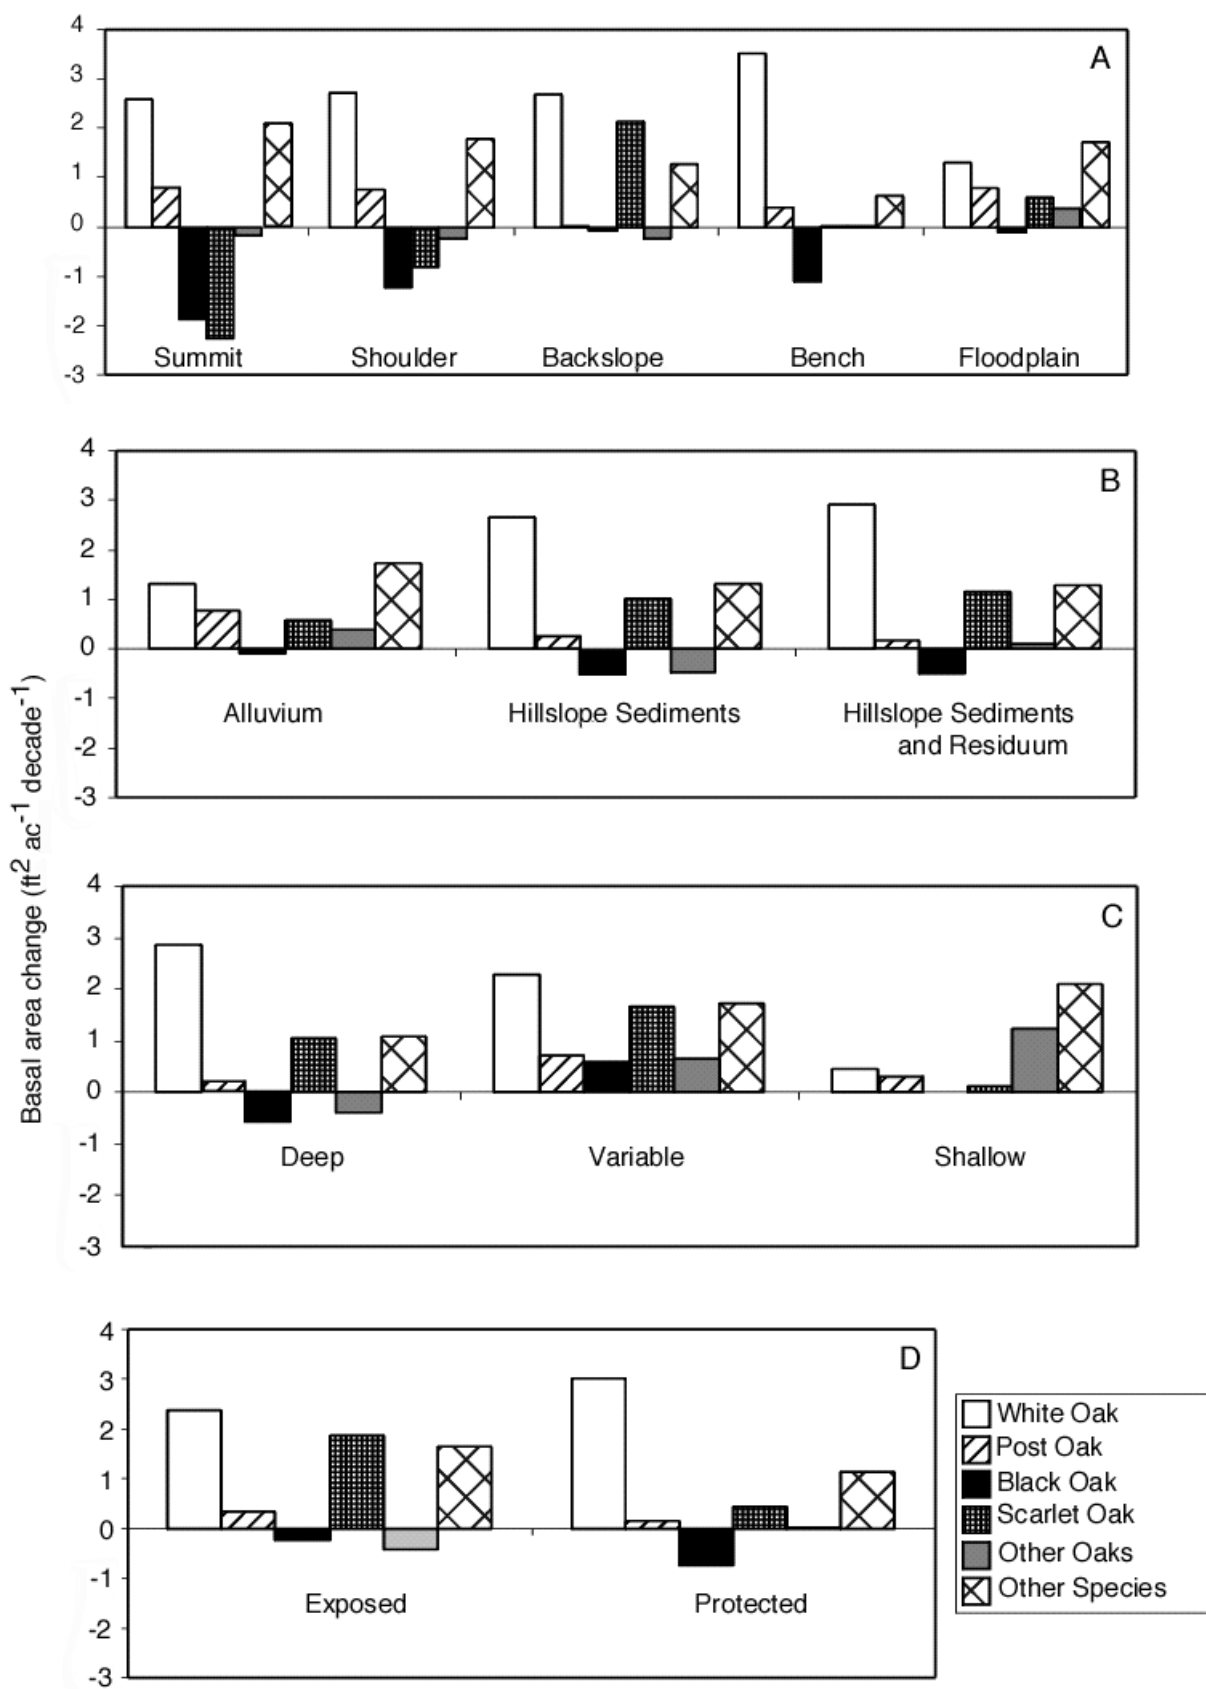 4
3
2
1
0
-1
-2
-3
A
Summit Shoulder Backslope Bench Floodplain
4
3
2
1
0
-1
-2
-3
B
Alluvium Hillslope Sediments Hillslope Sediments
and Residuum
Basal area change (ft² ac⁻¹ decade⁻¹)
4
3
2
1
0
-1
-2
-3
C
Deep Variable Shallow
4
3
2
1
0
-1
-2
-3
D
Exposed Protected
White Oak
Post Oak
Black Oak
Scarlet Oak
Other Oaks
Other Species